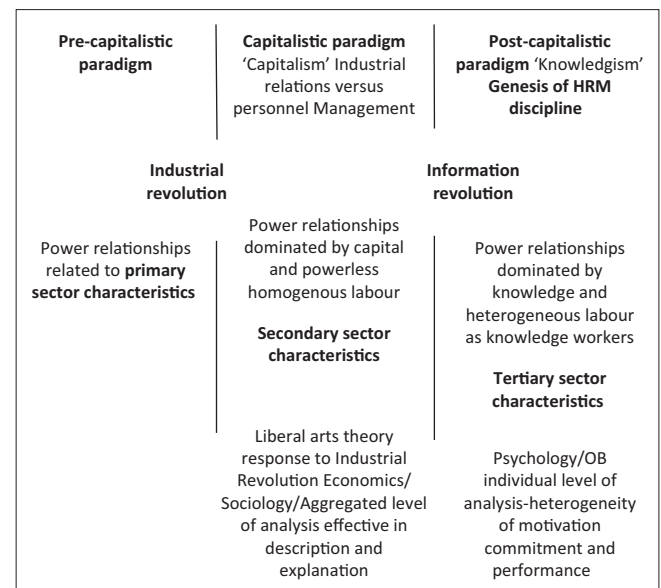 Pre-capitalistic
paradigm
Capitalistic paradigm
‘Capitalism’ Industrial
relations versus
personnel Management
Post-capitalistic
paradigm ‘Knowledgism’
Genesis of HRM
discipline
Industrial
revolution
Information
revolution
Power relationships
related to primary
sector characteristics
Power relationships
dominated by capital
and powerless
homogenous labour
Secondary sector
characteristics
Power relationships
dominated by
knowledge and
heterogeneous labour
as knowledge workers
Tertiary sector
characteristics
Liberal arts theory
response to Industrial
Revolution Economics/
Sociology/Aggregated level
of analysis effective in
description and
explanation
Psychology/OB
individual level of
analysis-heterogeneity
of motivation
commitment and
performance